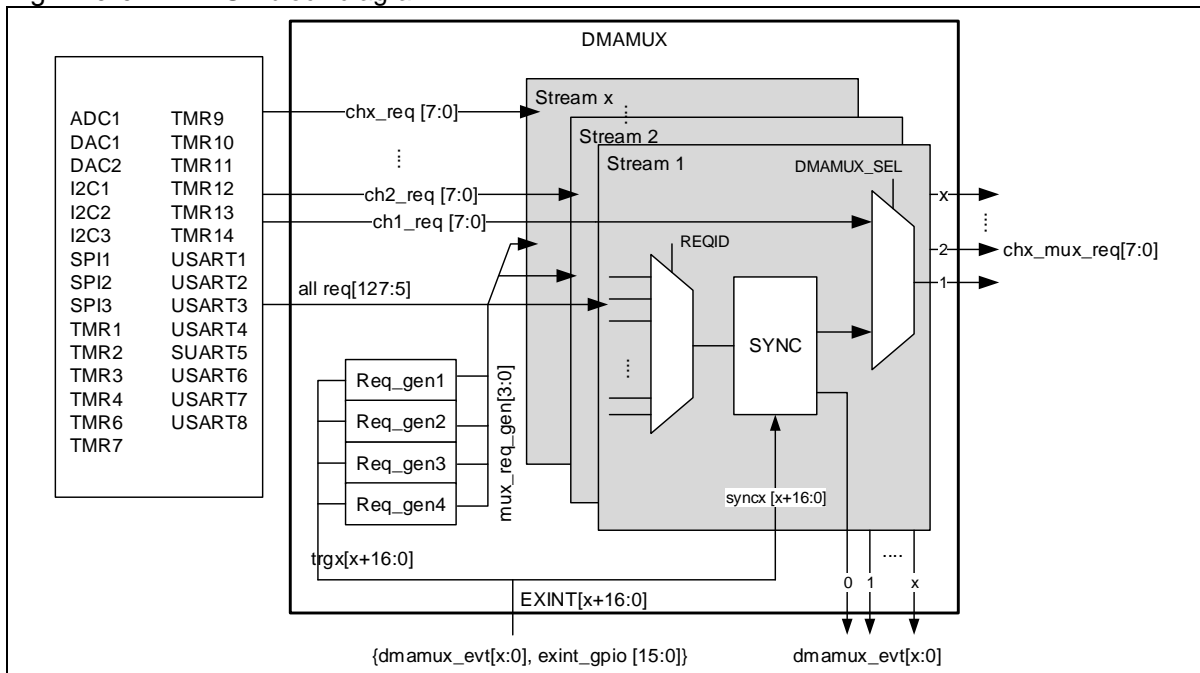 DMAMUX
ADC1 TMR9
DAC1 TMR10
DAC2 TMR11
I2C1 TMR12
I2C2 TMR13
I2C3 TMR14
SPI1 USART1
SPI2 USART2
SPI3 USART3
TMR1 USART4
TMR2 SUART5
TMR3 USART6
TMR4 USART7
TMR6 USART8
TMR7
chx_req [7:0]
ch2_req [7:0]
ch1_req [7:0]
all req[127:5]
Stream x
Stream 2
Stream 1
DMAMUX_SEL
REQID
SYNC
x
2
1
chx_mux_req[7:0]
Req_gen1
Req_gen2
Req_gen3
Req_gen4
mux_req_gen[3:0]
syncx [x+16:0]
trgx[x+16:0]
0 1 x
EXINT[x+16:0]
{dmamux_evt[x:0], exint_gpio [15:0]}
dmamux_evt[x:0]